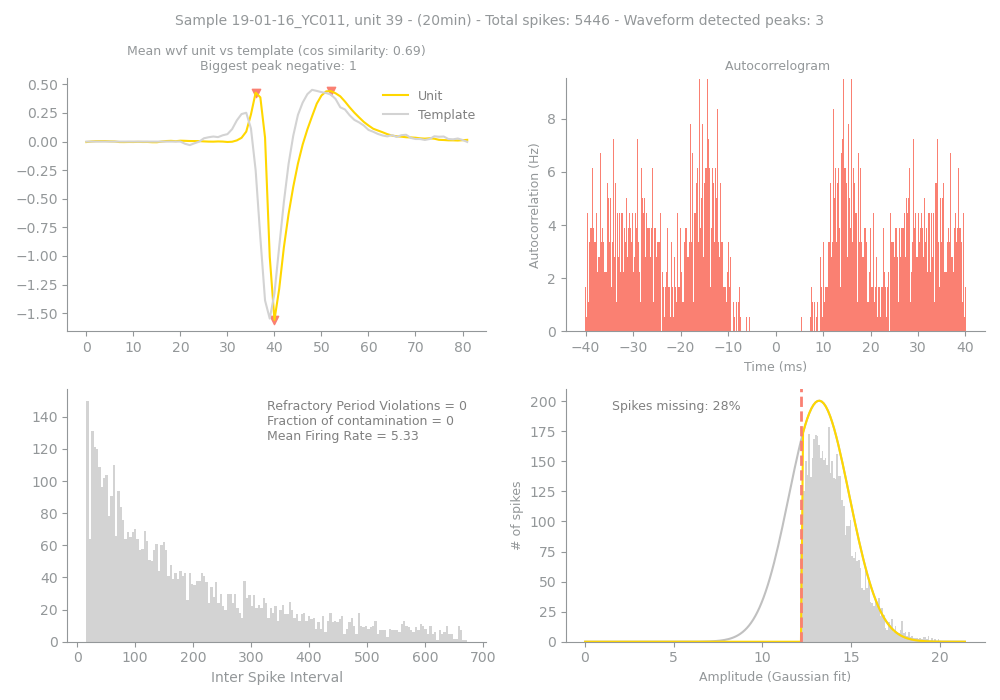 Sample 19-01-16_YC011, unit 39 - (20min) - Total spikes: 5446 - Waveform detected peaks: 3
Mean wvf unit vs template (cos similarity: 0.69)
Biggest peak negative: 1
0.50
0.25
0.00
−0.25
−0.50
−0.75
−1.00
−1.25
−1.50
0 10 20 30 40 50 60 70 80
Unit
Template
Autocorrelogram
Autocorrelation (Hz)
8
6
4
2
0
−40 −30 −20 −10 0 10 20 30 40
Time (ms)
140
120
100
80
60
40
20
0
0 100 200 300 400 500 600 700
Inter Spike Interval
Refractory Period Violations = 0
Fraction of contamination = 0
Mean Firing Rate = 5.33
# of spikes
200
175
150
125
100
75
50
25
0
0 5 10 15 20
Amplitude (Gaussian fit)
Spikes missing: 28%